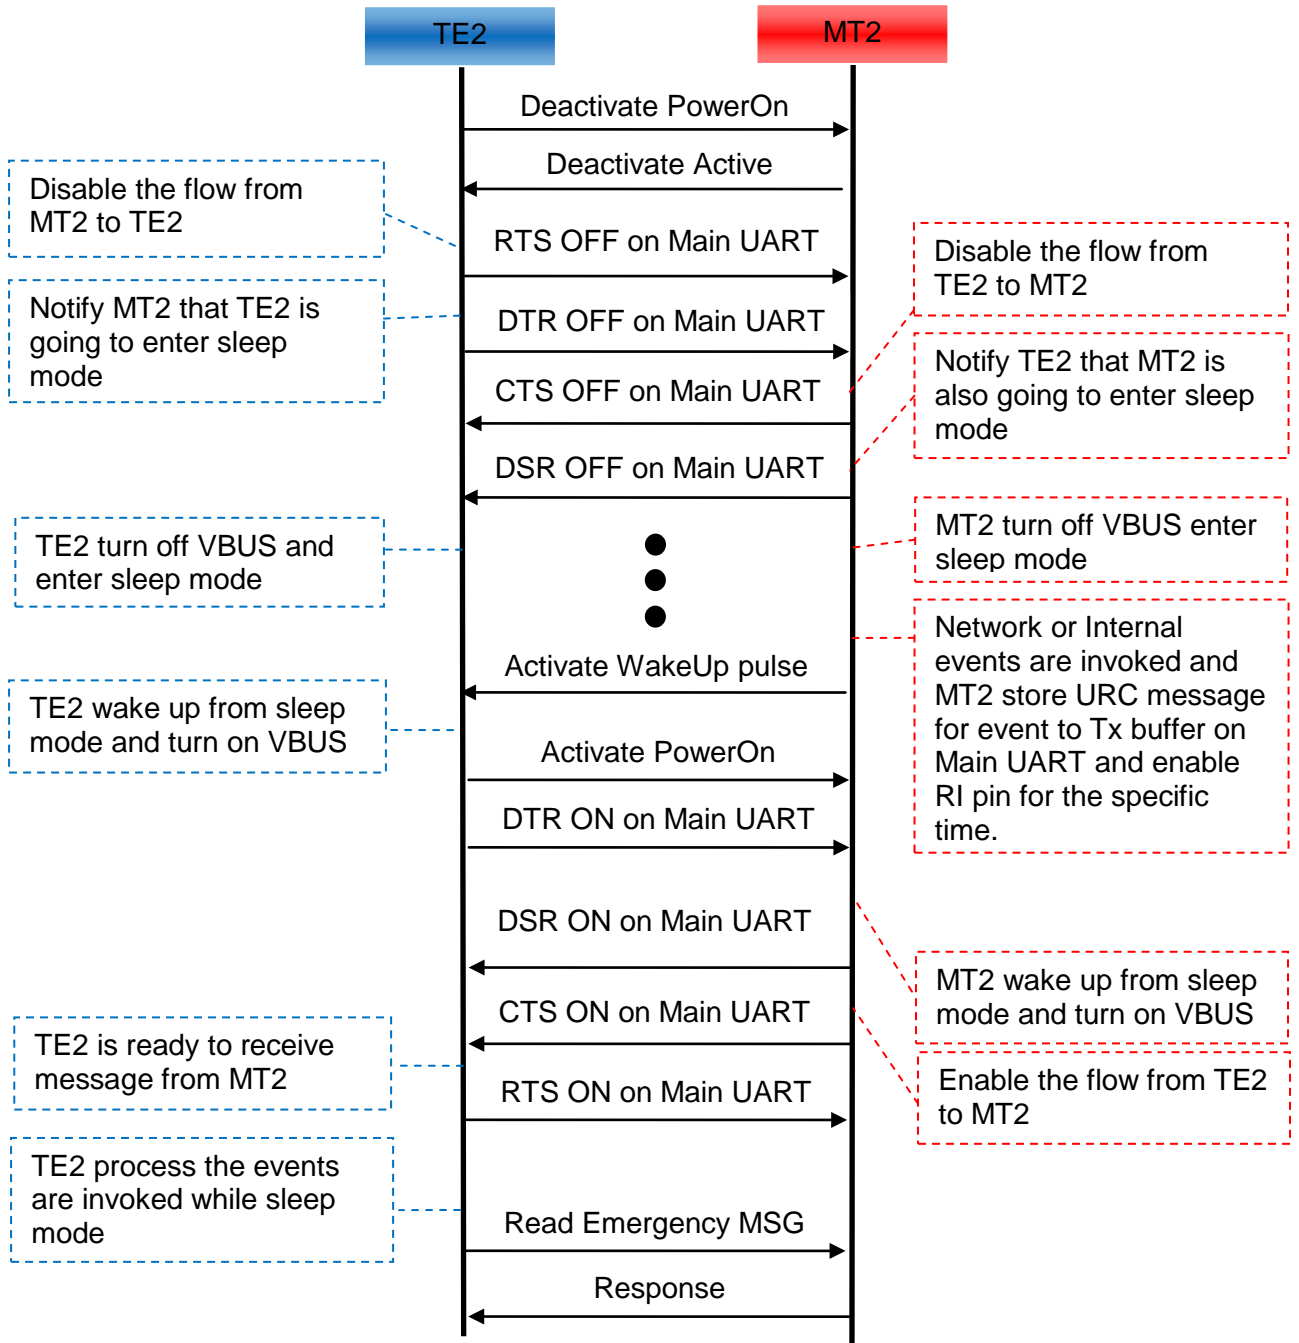 TE2
MT2
Deactivate PowerOn
Deactivate Active
Disable the flow from
MT2 to TE2
RTS OFF on Main UART
Disable the flow from
TE2 to MT2
Notify MT2 that TE2 is
going to enter sleep
mode
DTR OFF on Main UART
CTS OFF on Main UART
Notify TE2 that MT2 is
also going to enter sleep
mode
DSR OFF on Main UART
TE2 turn off VBUS and
enter sleep mode
MT2 turn off VBUS enter
sleep mode
Network or Internal
events are invoked and
MT2 store URC message
for event to Tx buffer on
Main UART and enable
RI pin for the specific
time.
Activate WakeUp pulse
TE2 wake up from sleep
mode and turn on VBUS
Activate PowerOn
DTR ON on Main UART
DSR ON on Main UART
MT2 wake up from sleep
mode and turn on VBUS
CTS ON on Main UART
TE2 is ready to receive
message from MT2
Enable the flow from TE2
to MT2
RTS ON on Main UART
TE2 process the events
are invoked while sleep
mode
Read Emergency MSG
Response